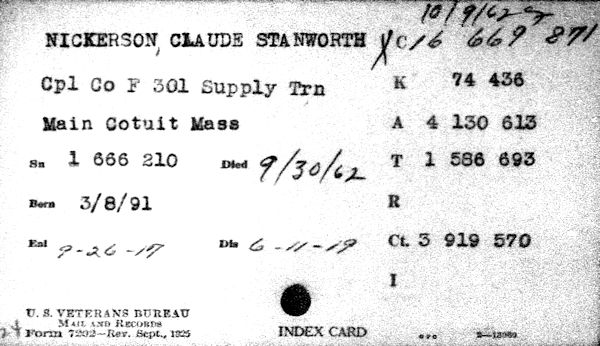 10/9/62
NICKERSON, CLAUDE STANWORTH XC16 669 871
Cpl Co F 301 Supply Trn K 74 436
Main Cotuit Mass A 4 130 613
Sn 1 666 210 Died 9/30/62 T 1 586 693
Born 3/8/91 R
Enl 9-26-17 Dis 6-11-19 Ct. 3 919 570
I
U. S. VETERANS BUREAU
MAIL AND RECORDS
Form 7202—Rev. Sept., 1925 INDEX CARD